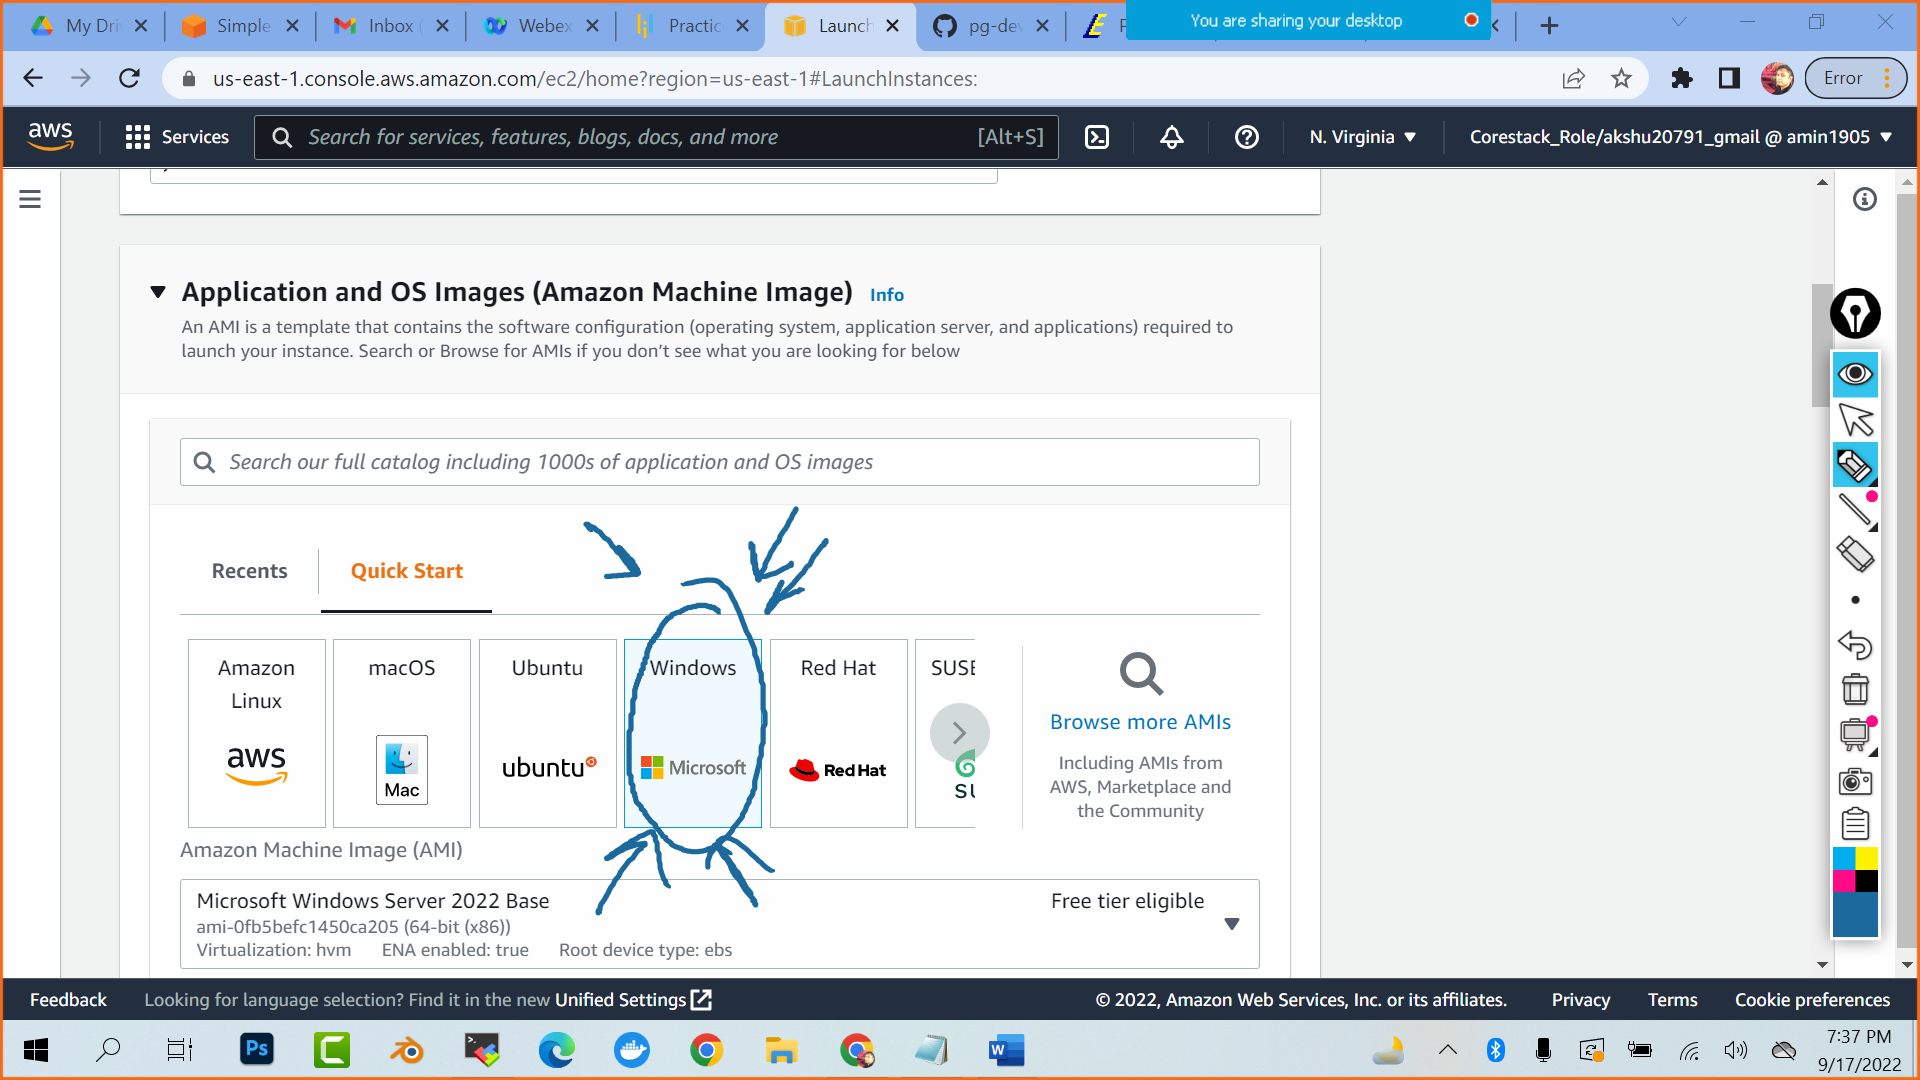 My Dri
Simple
Inbox (
Webex
Practic
Launch
pg-dev
You are sharing your desktop
us-east-1.console.aws.amazon.com/ec2/home?region=us-east-1#LaunchInstances:
Error
aws
Services
Search for services, features, blogs, docs, and more
[Alt+S]
N. Virginia
Corestack_Role/akshu20791_gmail @ amin1905
Application and OS Images (Amazon Machine Image) Info
An AMI is a template that contains the software configuration (operating system, application server, and applications) required to
launch your instance. Search or Browse for AMIs if you don’t see what you are looking for below
Search our full catalog including 1000s of application and OS images
Recents
Quick Start
Amazon
Linux
aws
macOS
Mac
Ubuntu
ubuntu
Windows
Microsoft
Red Hat
Red Hat
SUSE
SU
Browse more AMIs
Including AMIs from
AWS, Marketplace and
the Community
Amazon Machine Image (AMI)
Microsoft Windows Server 2022 Base
Free tier eligible
ami-0fb5befc1450ca205 (64-bit (x86))
Virtualization: hvm
ENA enabled: true
Root device type: ebs
Feedback
Looking for language selection? Find it in the new Unified Settings
© 2022, Amazon Web Services, Inc. or its affiliates.
Privacy
Terms
Cookie preferences
Ps
W
7:37 PM
9/17/2022